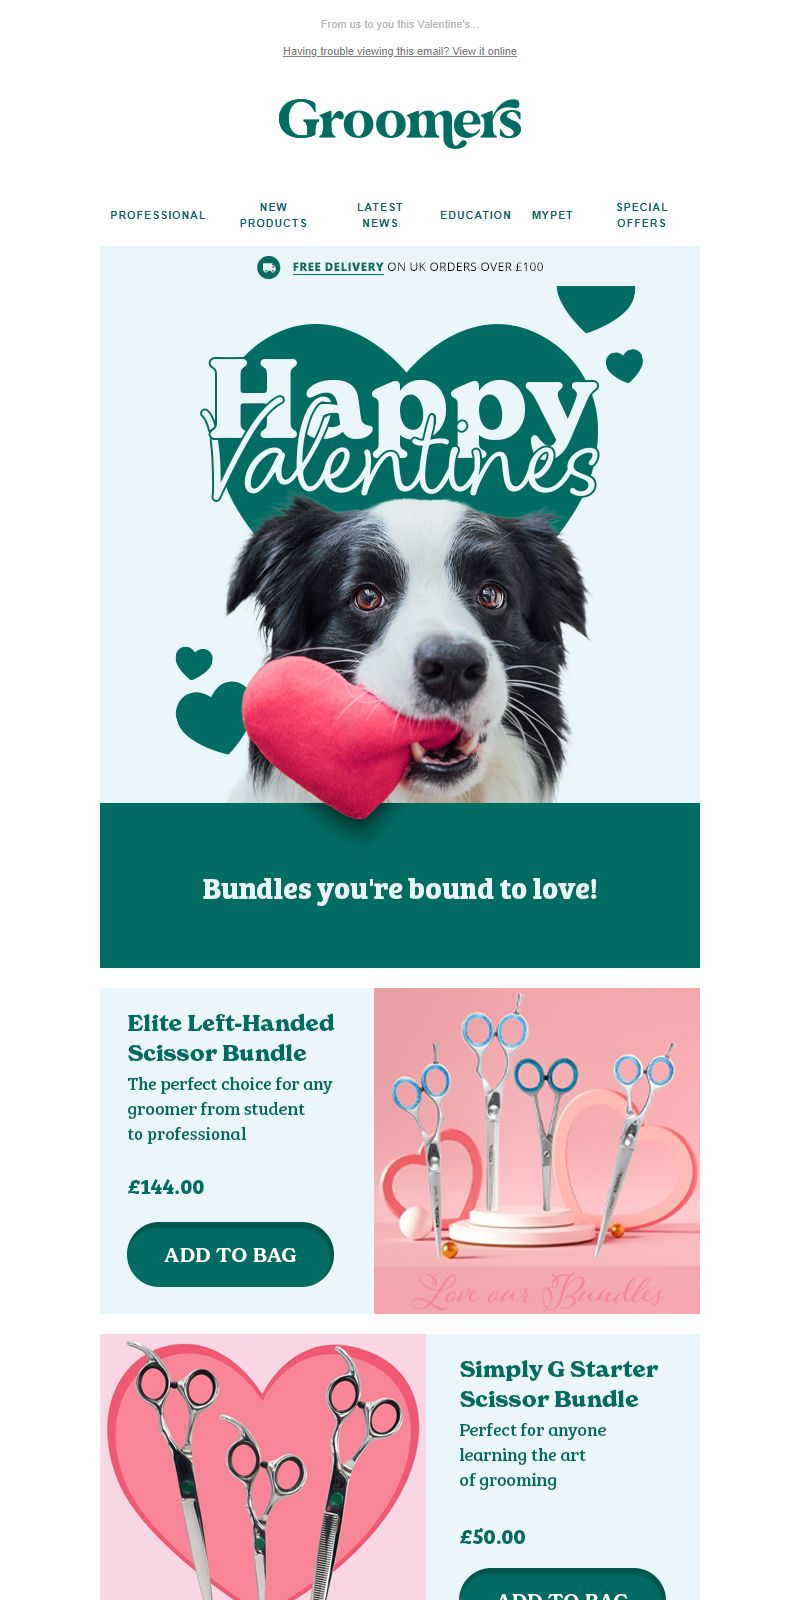 From us to you this Valentine's...
Having trouble viewing this email? View it online
Groomers
PROFESSIONAL
NEW
PRODUCTS
LATEST
NEWS
EDUCATION
MYPET
SPECIAL
OFFERS
FREE DELIVERY ON UK ORDERS OVER £100
Happy
Valentines
Bundles you're bound to love!
Elite Left-Handed
Scissor Bundle
The perfect choice for any
groomer from student
to professional
£144.00
ADD TO BAG
Love our Bundles
Simply G Starter
Scissor Bundle
Perfect for anyone
learning the art
of grooming
£50.00
ADD TO BAG